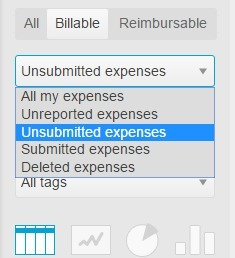 All Billable Reimbursable
Unsubmitted expenses
All my expenses
Unreported expenses
Unsubmitted expenses
Submitted expenses
Deleted expenses
All tags